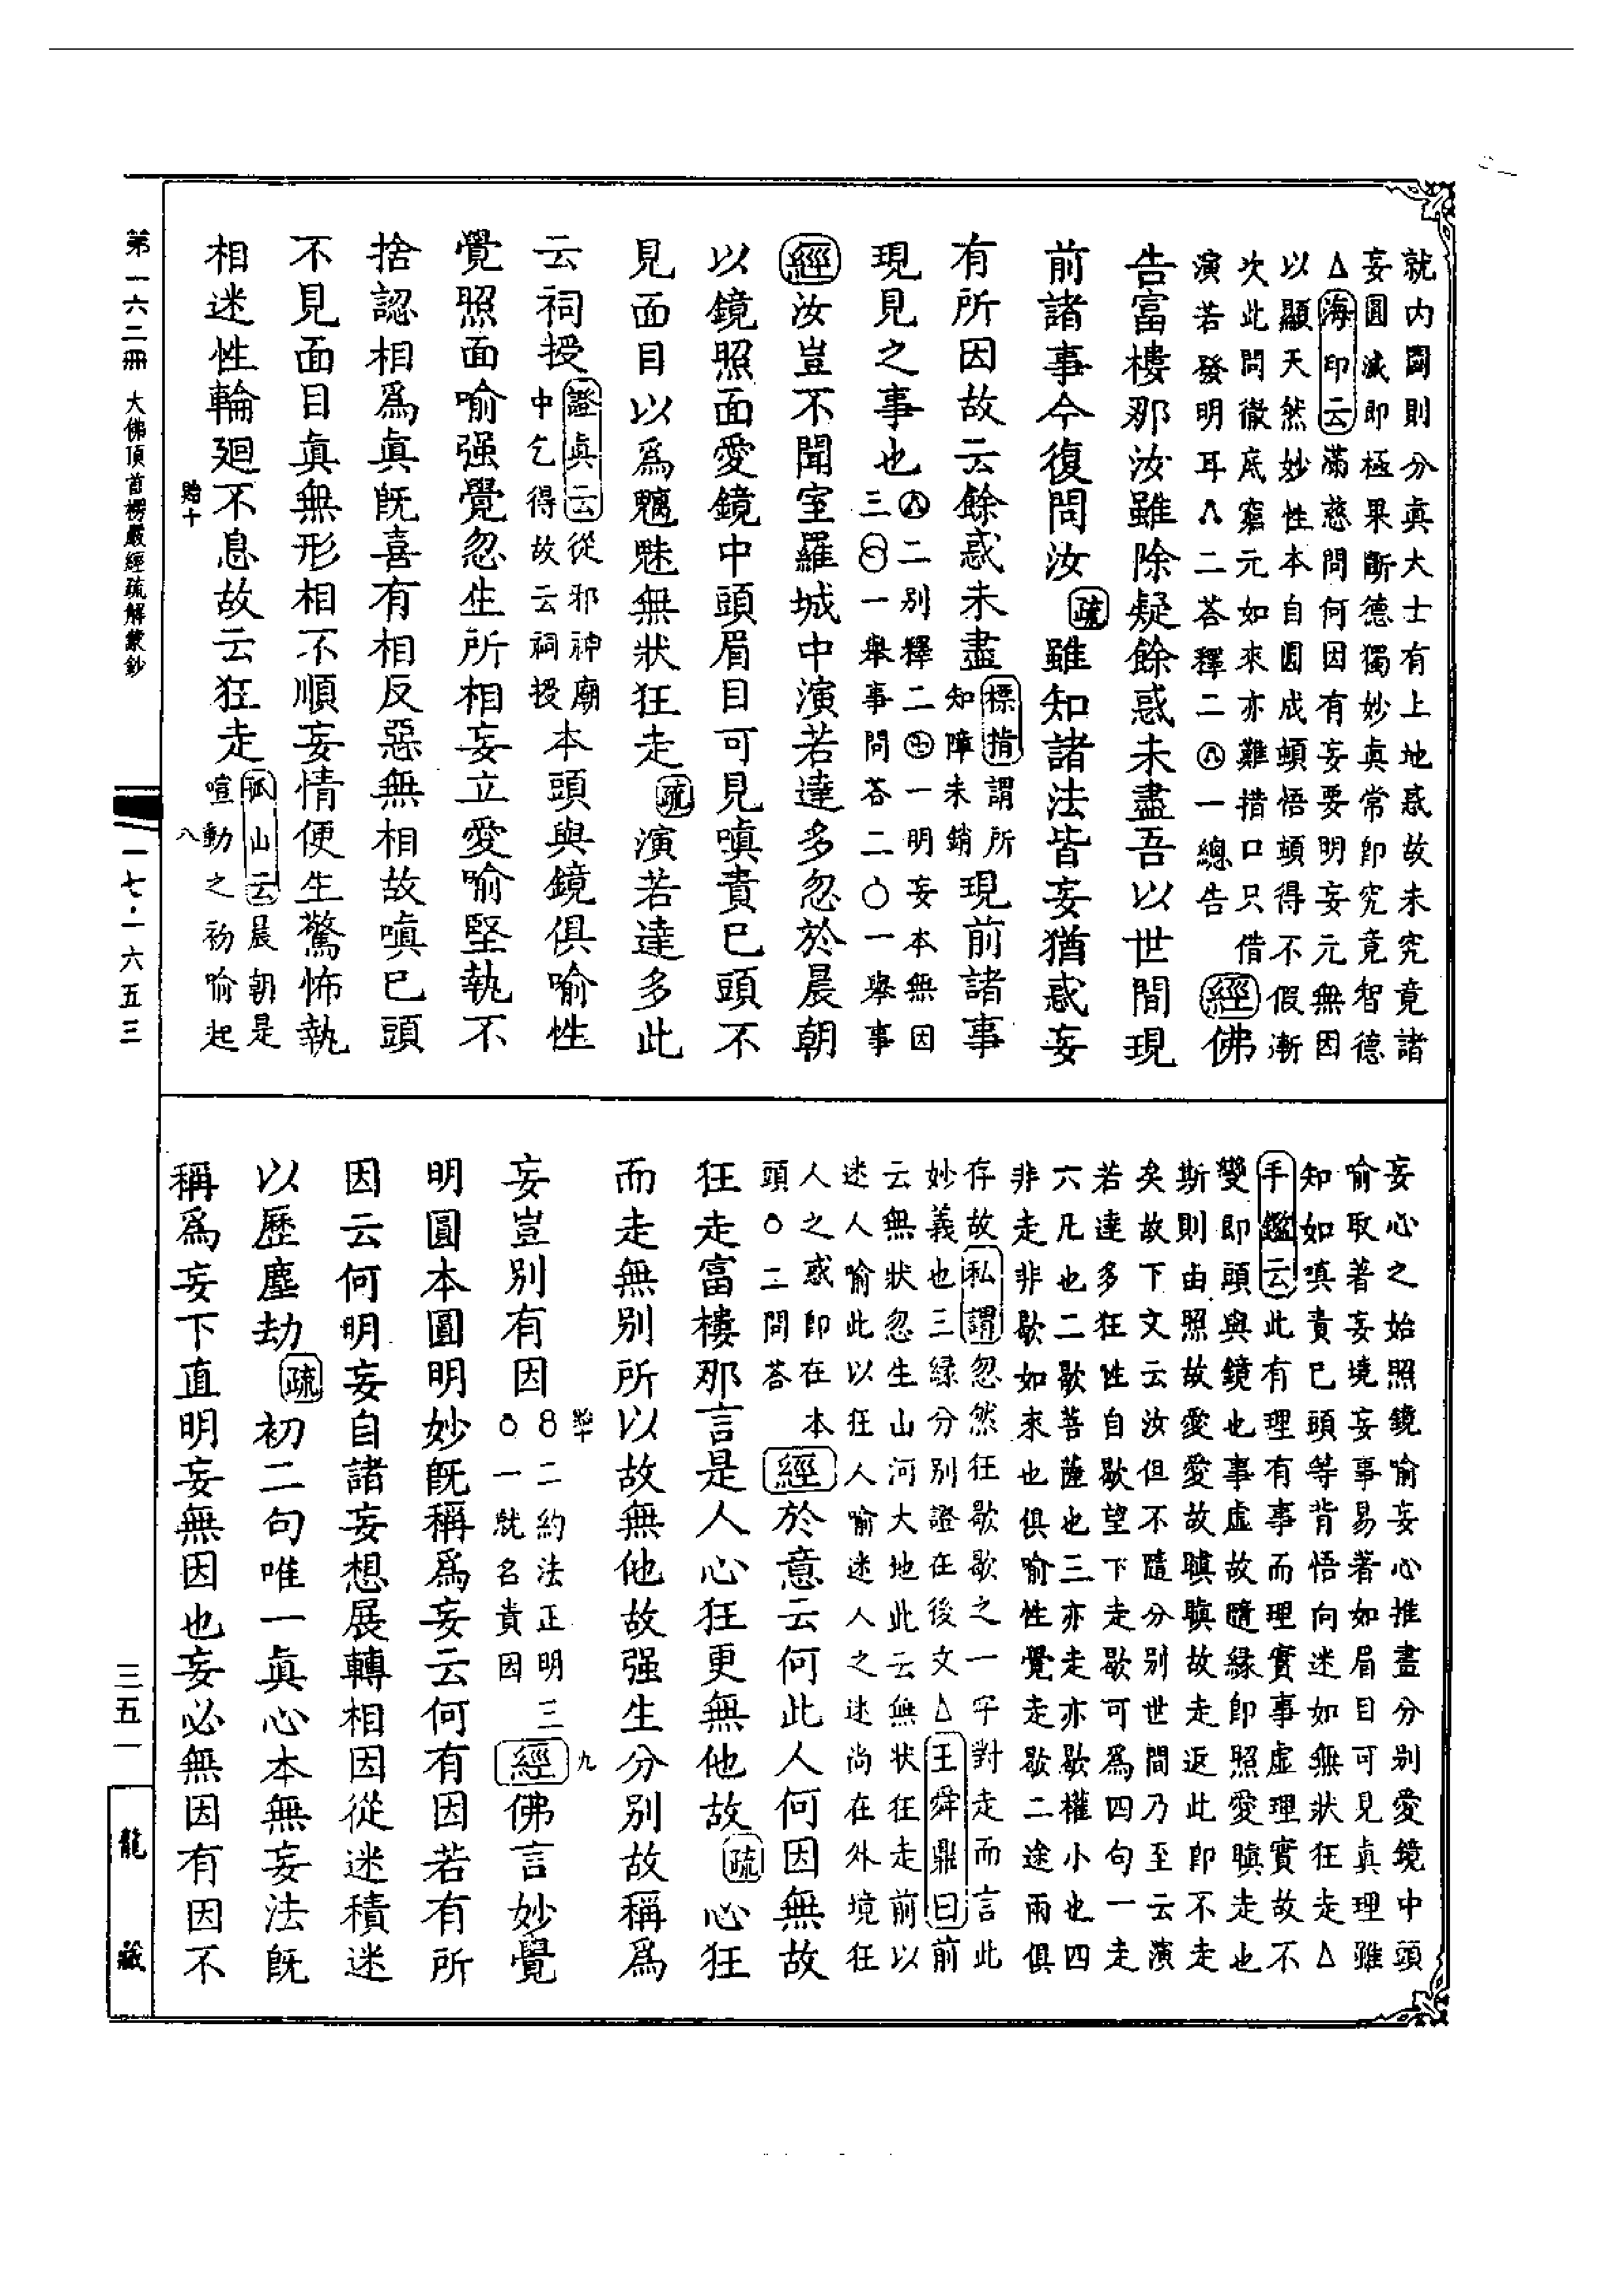 就內圓則分真大士有上地惑故未究竟諸
妄圓滅即極果斷德獨妙真常即究竟智德
△海印云滿慈問何因有妄要明妄元無因
以顯天然妙性本自圓成頓悟頓得不假漸
次此問徹底窮元如來亦難措口只借
演若發明耳∧二荅釋二㊇一總告
經佛
告富樓那汝雖除疑餘惑未盡吾以世間現
前諸事今復問汝
疏雖知諸法皆妄猶惑妄
有所因故云餘惑未盡
標指謂所
知障未銷
現前諸事
現見之事也
㊇二別釋二㊥一明妄本無因
三㊀一舉事問荅二○一舉事
經汝豈不聞室羅城中演若達多忽於晨朝
以鏡照面愛鏡中頭眉目可見嗔責已頭不
見面目以為魑魅無狀狂走
疏演若達多此
云祠授
證真云從邪神廟
中乞得故云祠授
本頭與鏡俱喻性
覺照面喻强覺忽生所相妄立愛喻堅執不
捨認相為真既喜有相反惡無相故嗔已頭
不見面目真無形相不順妄情便生驚怖執
相迷性輪廻不息故云狂走
孤山云晨朝是
喧動之初喻起
妄心之始照鏡喻妄心推畫分別愛鏡中頭
喻取著妄境妄事易著如眉目可見真理雖
知如嗔責已頭等背悟向迷如無狀狂走△
手鑑云此有理有事而理實事虛理實故不
變即頭與鏡也事虛故隨緣即照愛瞋走也
斯則由照故愛愛故瞋瞋故走返此即不走
矣故下文云汝但不隨分別世間乃至云演
若達多狂性自歇望下走歇可為四句一走
六凡也二歇菩薩也三亦走亦歇權小也四
非走非歇如來也俱喻性覺走歇二途兩俱
存故私謂忽然狂歇歇之一字對走而言此
妙義也三緣分別證在後文△王舜鼎曰前
云無狀忽生山河大地此云無狀狂走前以
迷人喻此以狂人喻迷人之迷尚在外境狂
人之惑即在本
頭○二問荅
經於意云何此人何因無故
狂走富樓那言是人心狂更無他故
疏心狂
而走無別所以故無他故强生分別故稱為
妄豈別有因
8二約法正明三
○一就名責因
經佛言妙覺
明圓本圓明妙既稱為妄云何有因若有所
因云何明妄自諸妄想展轉相因從迷積迷
以歷塵劫
疏初二句唯一真心本無妄法既
稱為妄下直明妄無因也妄必無因有因不
第一六二冊 大佛頂首楞嚴經疏解蒙鈔
一七·一六五三
三五一
龍藏
貽十
八
九